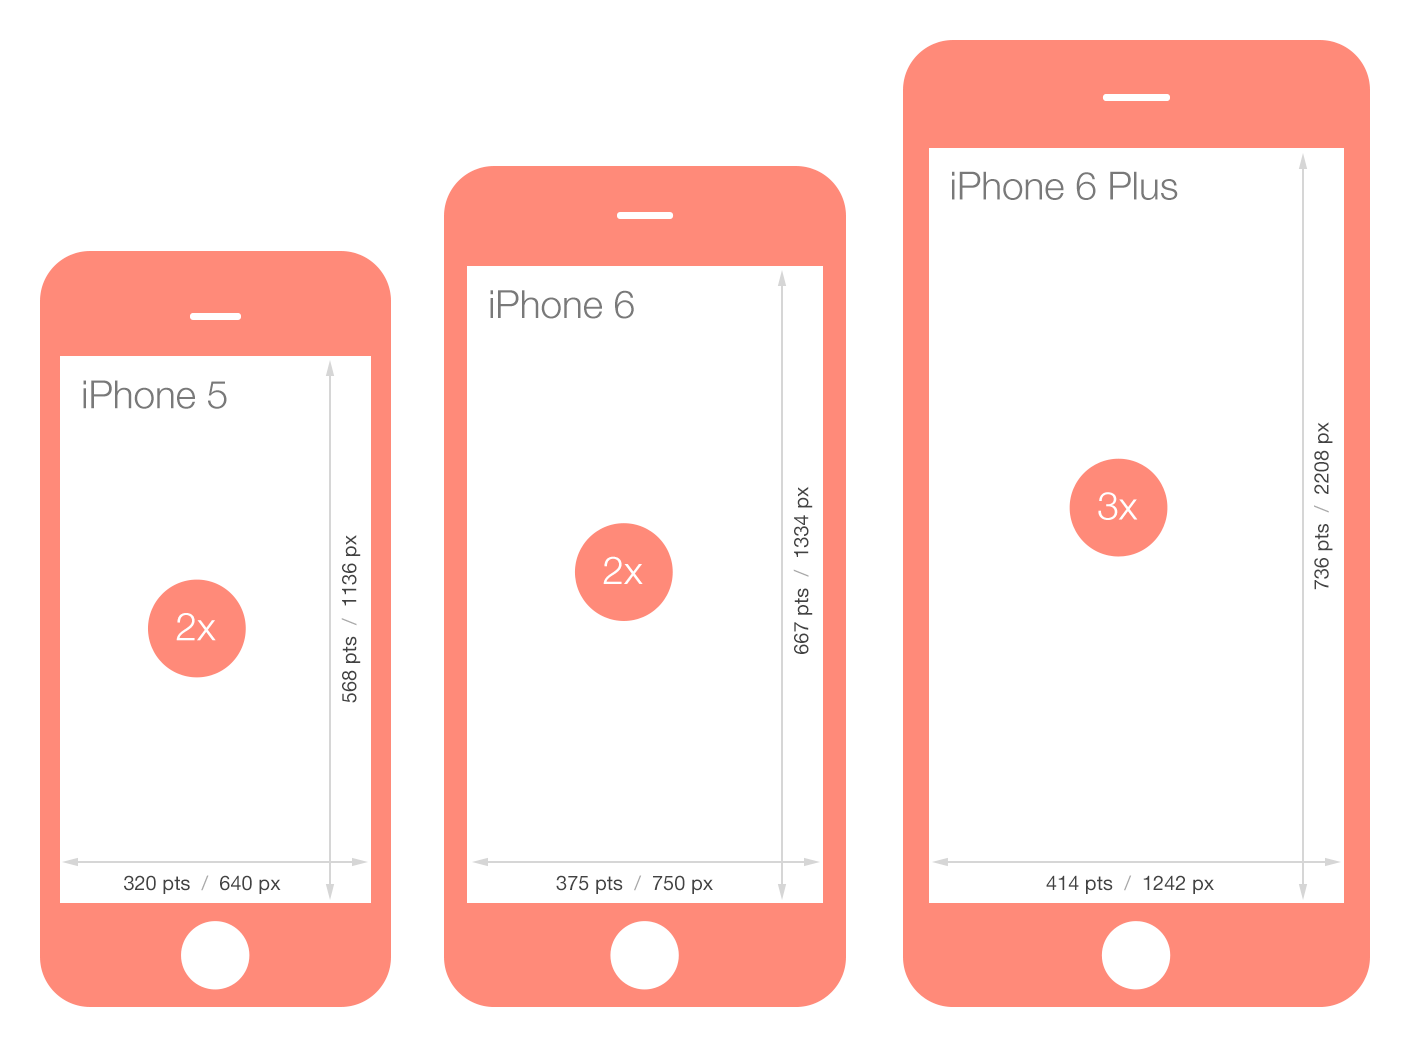 iPhone 5
2x
568 pts / 1136 px
320 pts / 640 px
iPhone 6
2x
667 pts / 1334 px
375 pts / 750 px
iPhone 6 Plus
3x
736 pts / 2208 px
414 pts / 1242 px